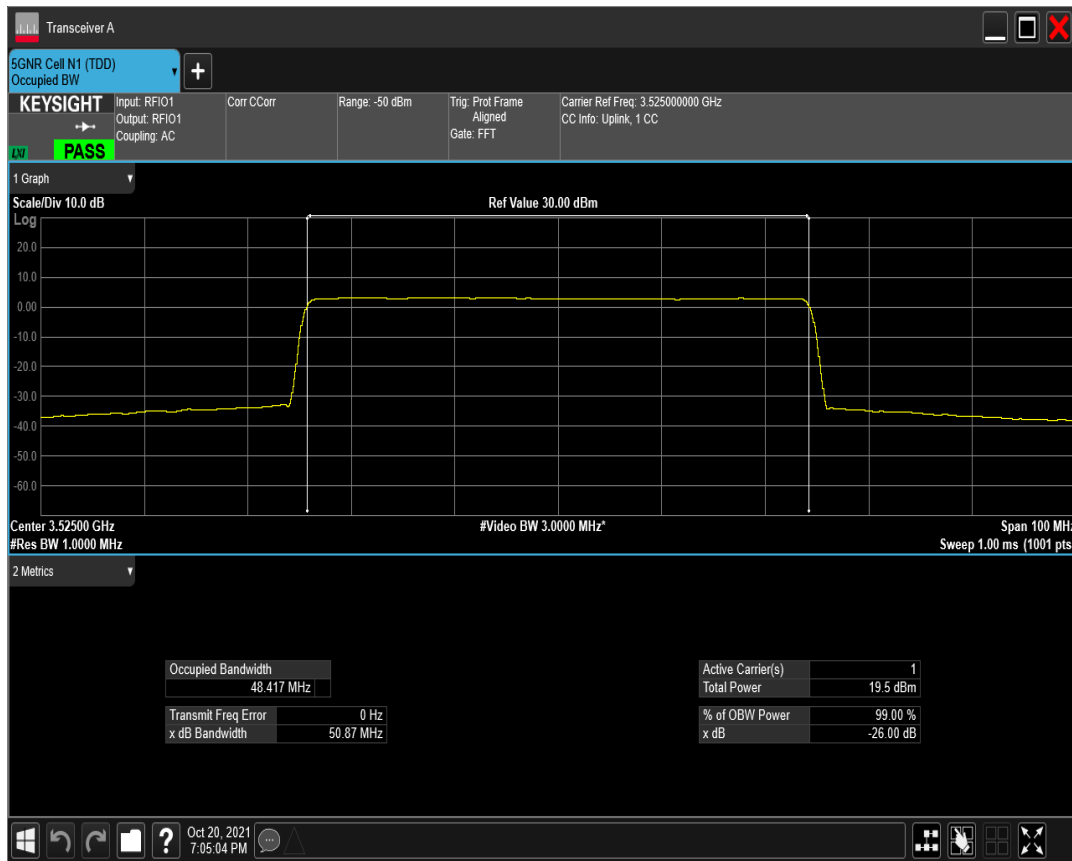 Transceiver A
5GNR Cell N1 (TDD)
Occupied BW
KEYSIGHT
LXI
PASS
Input: RFIO1
Output: RFIO1
Coupling: AC
Corr CCorr
Range: -50 dBm
Trig: Prot Frame
Aligned
Gate: FFT
Carrier Ref Freq: 3.525000000 GHz
CC Info: Uplink, 1 CC
1 Graph
Scale/Div 10.0 dB
Ref Value 30.00 dBm
Log
20.0
10.0
0.00
-10.0
-20.0
-30.0
-40.0
-50.0
-60.0
Center 3.52500 GHz
#Video BW 3.0000 MHz*
Span 100 MHz
#Res BW 1.0000 MHz
Sweep 1.00 ms (1001 pts
2 Metrics
Occupied Bandwidth
48.417 MHz
Transmit Freq Error 0 Hz
x dB Bandwidth 50.87 MHz
Active Carrier(s) 1
Total Power 19.5 dBm
% of OBW Power 99.00 %
x dB -26.00 dB
?
Oct 20, 2021
7:05:04 PM